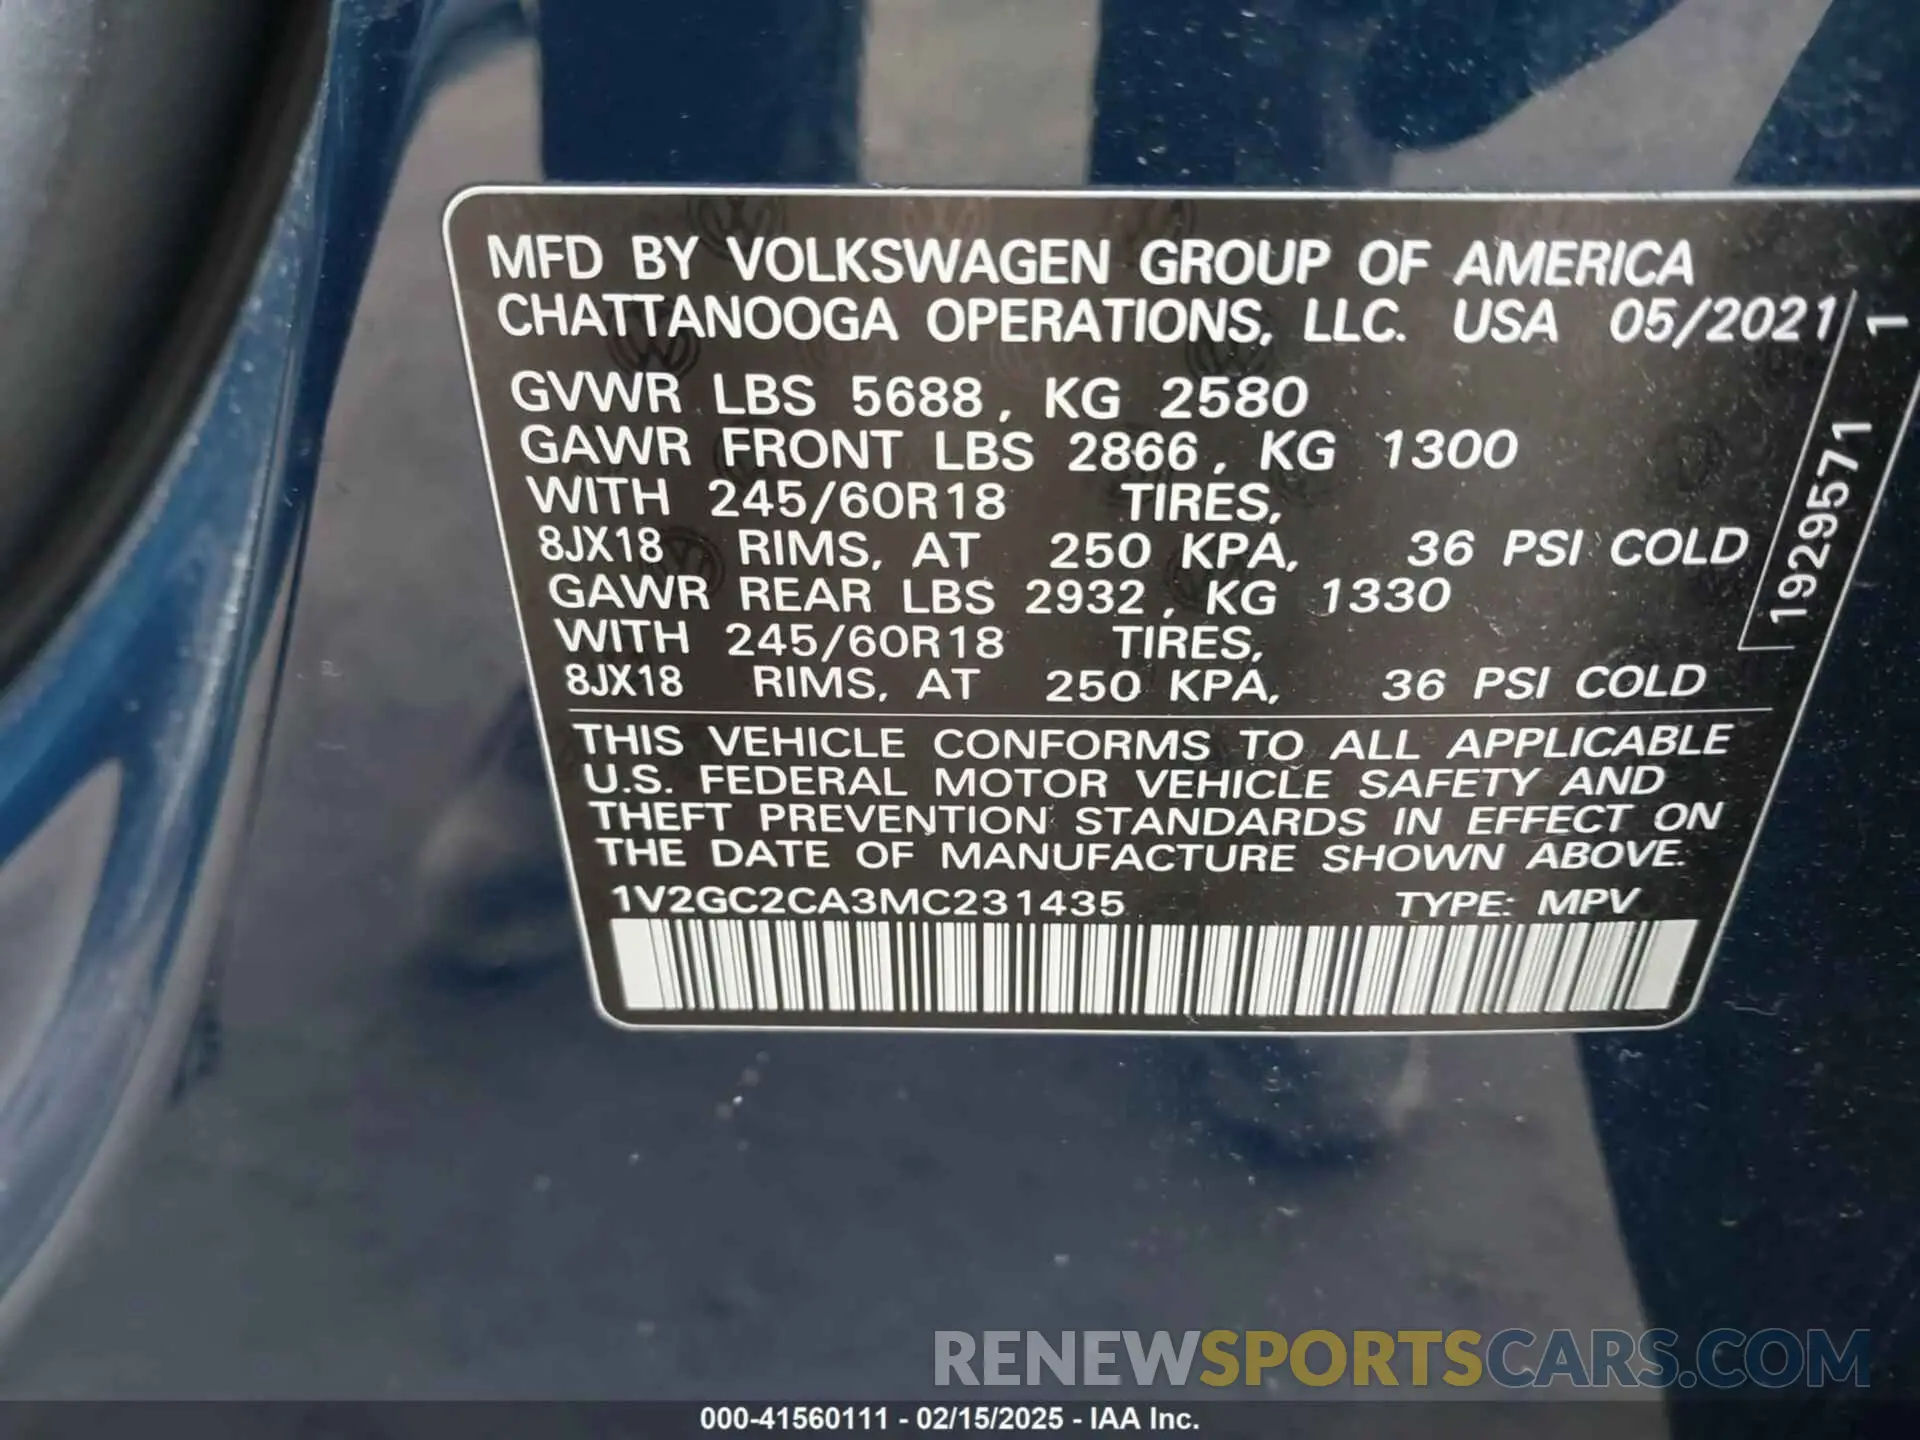 MFD BY VOLKSWAGEN GROUP OF AMERICA
CHATTANOOGA OPERATIONS, LLC. USA 05/2021
GVWR LBS 5688, KG 2580
GAWR FRONT LBS 2866, KG 1300
WITH 245/60R18 TIRES,
8JX18 RIMS, AT 250 KPA, 36 PSI COLD
GAWR REAR LBS 2932, KG 1330
WITH 245/60R18 TIRES,
8JX18 RIMS, AT 250 KPA, 36 PSI COLD
THIS VEHICLE CONFORMS TO ALL APPLICABLE
U.S. FEDERAL MOTOR VEHICLE SAFETY AND
THEFT PREVENTION STANDARDS IN EFFECT ON
THE DATE OF MANUFACTURE SHOWN ABOVE.
1V2GC2CA3MC231435 TYPE: MPV
1929571 1
RENEWSPORTSCARS.COM
000-41560111 - 02/15/2025 - IAA Inc.